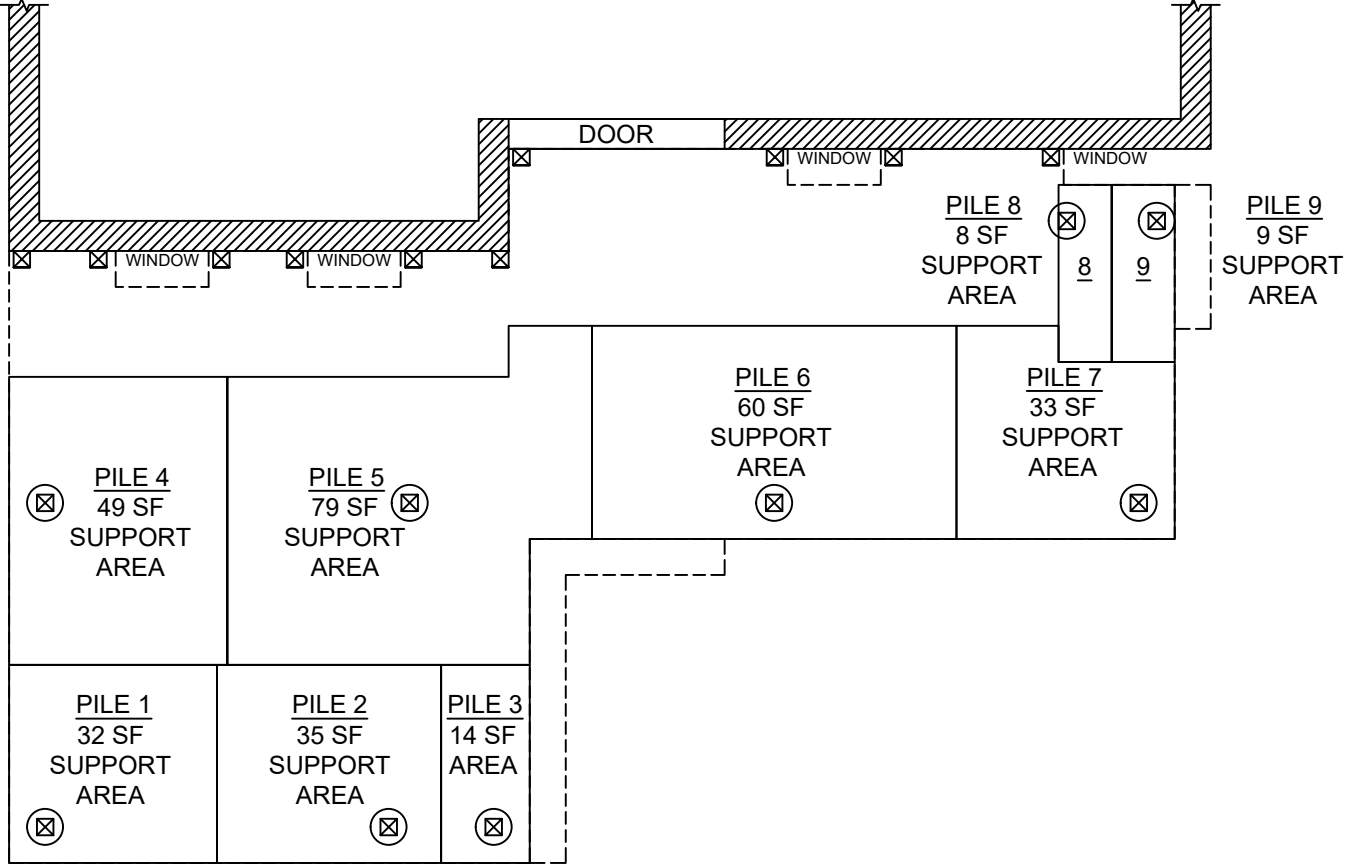 DOOR
WINDOW
WINDOW
WINDOW
WINDOW
PILE 8
8 SF
SUPPORT
AREA
8
9
PILE 9
9 SF
SUPPORT
AREA
PILE 4
49 SF
SUPPORT
AREA
PILE 5
79 SF
SUPPORT
AREA
PILE 6
60 SF
SUPPORT
AREA
PILE 7
33 SF
SUPPORT
AREA
PILE 1
32 SF
SUPPORT
AREA
PILE 2
35 SF
SUPPORT
AREA
PILE 3
14 SF
AREA